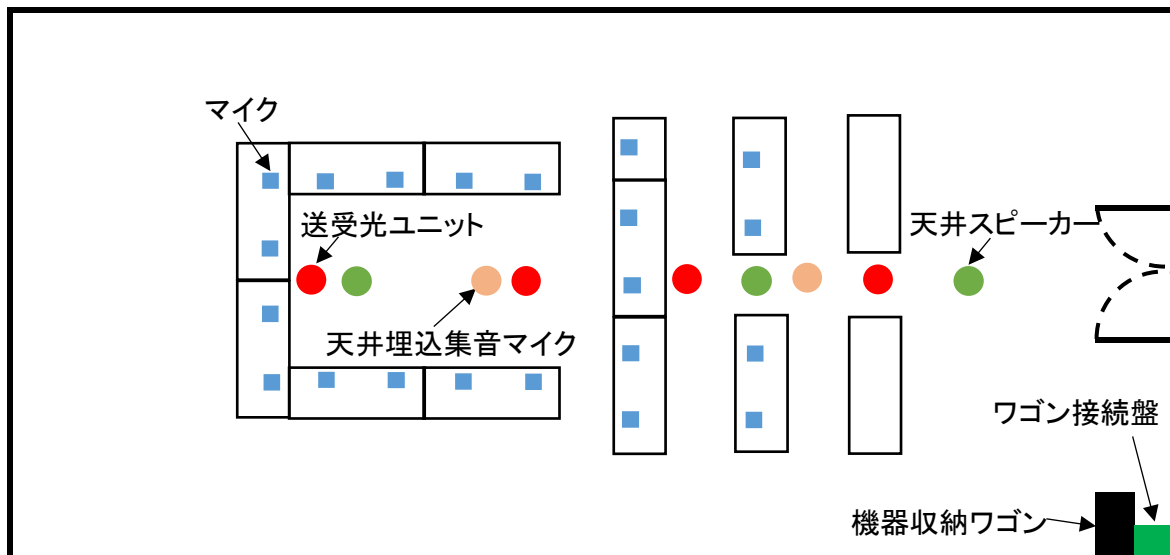 マイク
送受光ユニット
天井スピーカー
天井埋込集音マイク
ワゴン接続盤
機器収納ワゴン